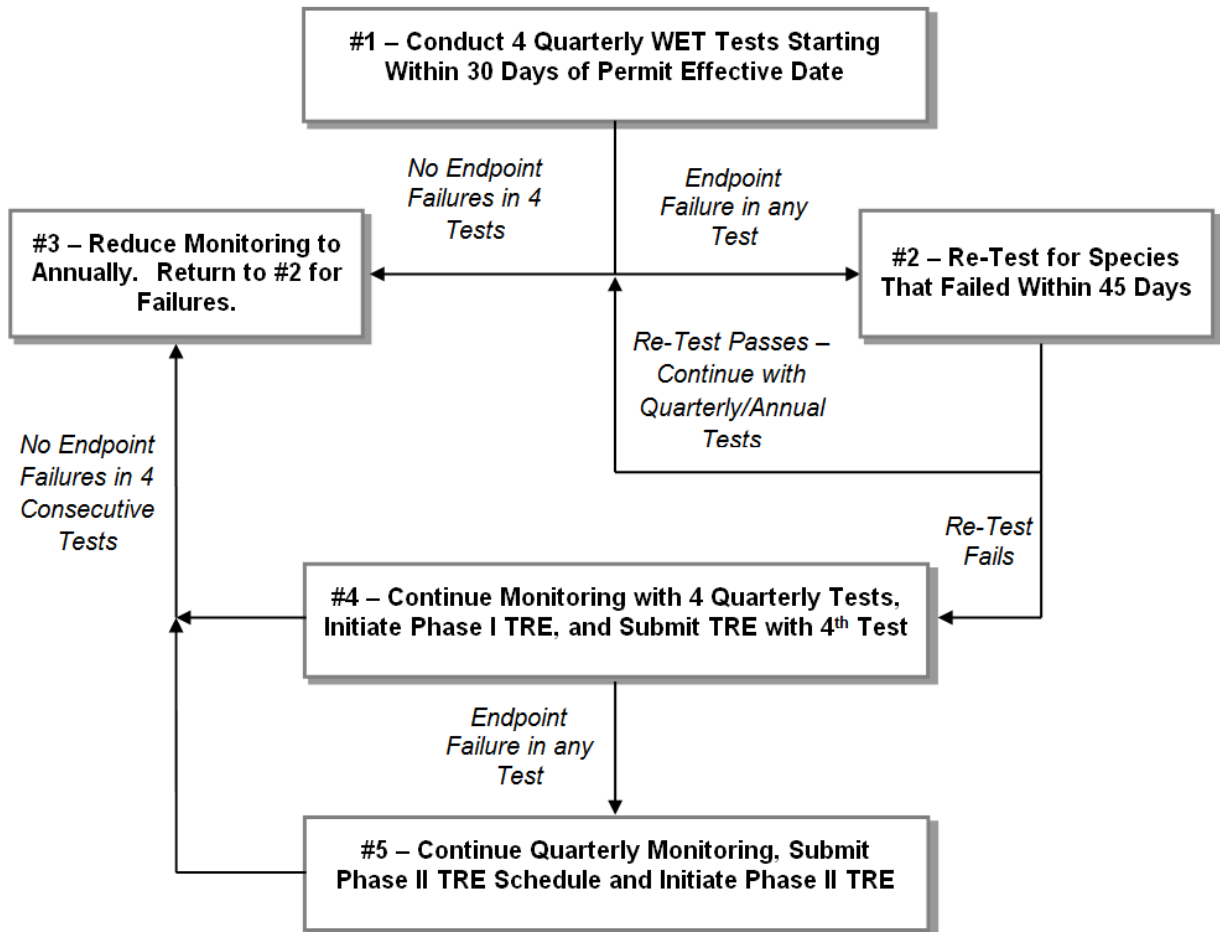 #1 – Conduct 4 Quarterly WET Tests Starting
Within 30 Days of Permit Effective Date
No Endpoint
Failures in 4
Tests
Endpoint
Failure in any
Test
#3 – Reduce Monitoring to
Annually.   Return to #2 for
Failures.
#2 – Re-Test for Species
That Failed Within 45 Days
Re-Test Passes –
Continue with
Quarterly/Annual
Tests
No Endpoint
Failures in 4
Consecutive
Tests
Re-Test
Fails
#4 – Continue Monitoring with 4 Quarterly Tests,
Initiate Phase I TRE, and Submit TRE with 4th Test
Endpoint
Failure in any
Test
#5 – Continue Quarterly Monitoring, Submit
Phase II TRE Schedule and Initiate Phase II TRE